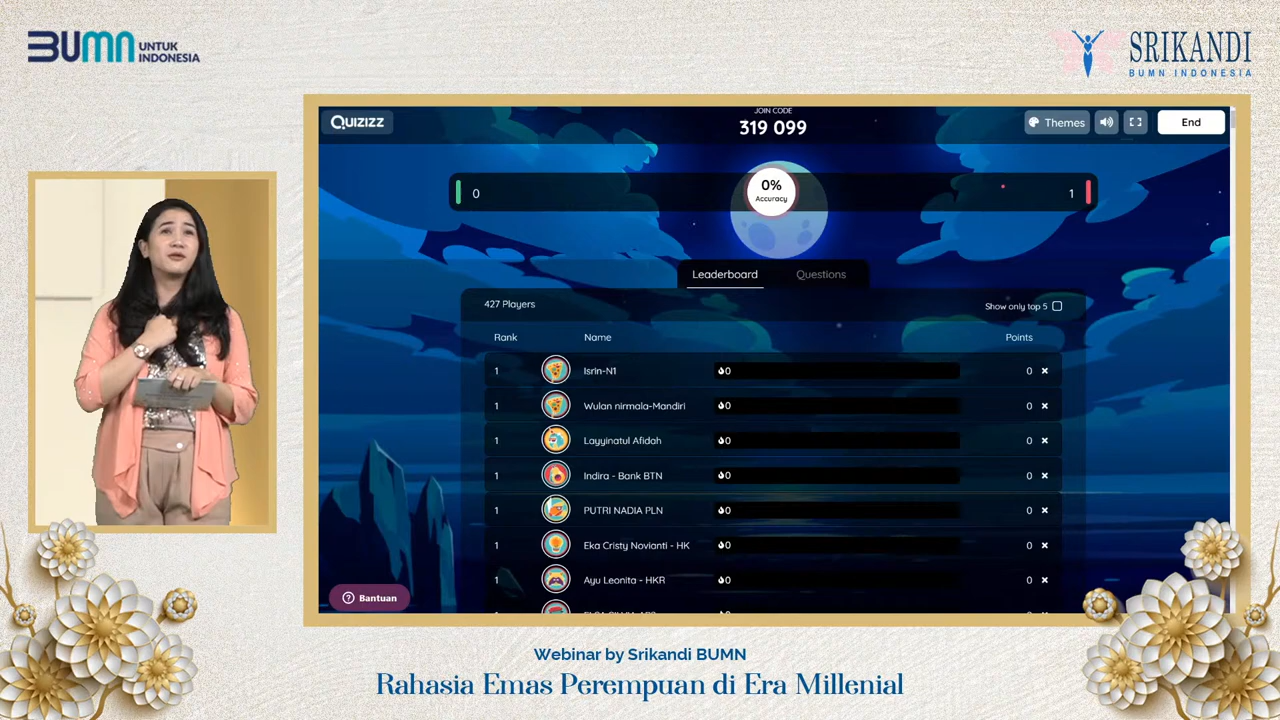 BUMN UNTUK INDONESIA
SRIKANDI
BUMN INDONESIA
Quizizz
JOIN CODE
319 099
Themes
End
0
0%
Accuracy
1
Leaderboard
Questions
427 Players
Show only top 5
Rank Name Points
1 Isrin-N1 0 0
1 Wulan nirmala-Mandiri 0 0
1 Layyinatul Afidah 0 0
1 Indira - Bank BTN 0 0
1 PUTRI NADIA PLN 0 0
1 Eka Cristy Novianti - HK 0 0
1 Ayu Leonita - HKR 0 0
Bantuan
Webinar by Srikandi BUMN
Rahasia Emas Perempuan di Era Millenial